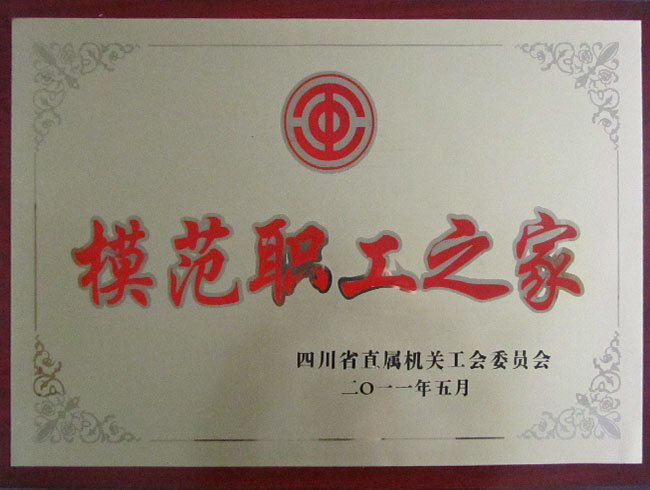 模范职工之家
四川省直属机关工会委员会
二〇一一年五月